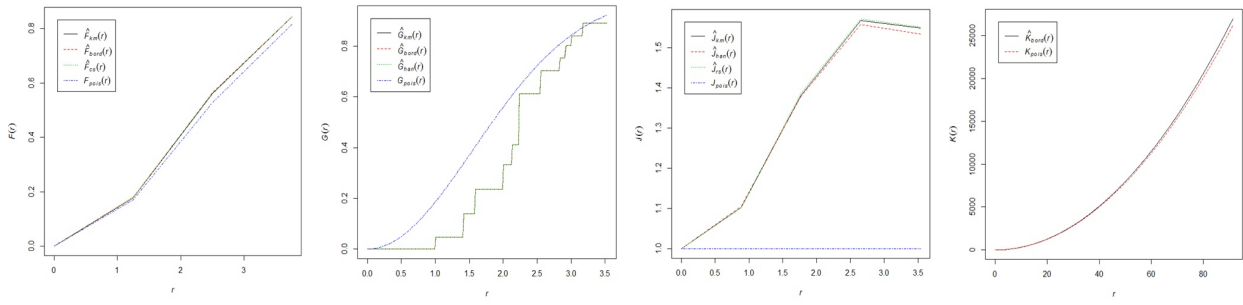 F̂km(r)
F̂bord(r)
F̂cs(r)
Fpois(r)
F(r)
0.0 0.2 0.4 0.6 0.8
0 1 2 3
r
Ĝkm(r)
Ĝbord(r)
Ĝhan(r)
Gpois(r)
G(r)
0.0 0.2 0.4 0.6 0.8
0.0 0.5 1.0 1.5 2.0 2.5 3.0 3.5
r
Ĵkm(r)
Ĵhan(r)
Ĵrs(r)
Jpois(r)
J(r)
1.0 1.1 1.2 1.3 1.4 1.5
0.0 0.5 1.0 1.5 2.0 2.5 3.0 3.5
r
K̂bord(r)
Kpois(r)
K(r)
0 5000 10000 15000 20000 25000
0 20 40 60 80
r